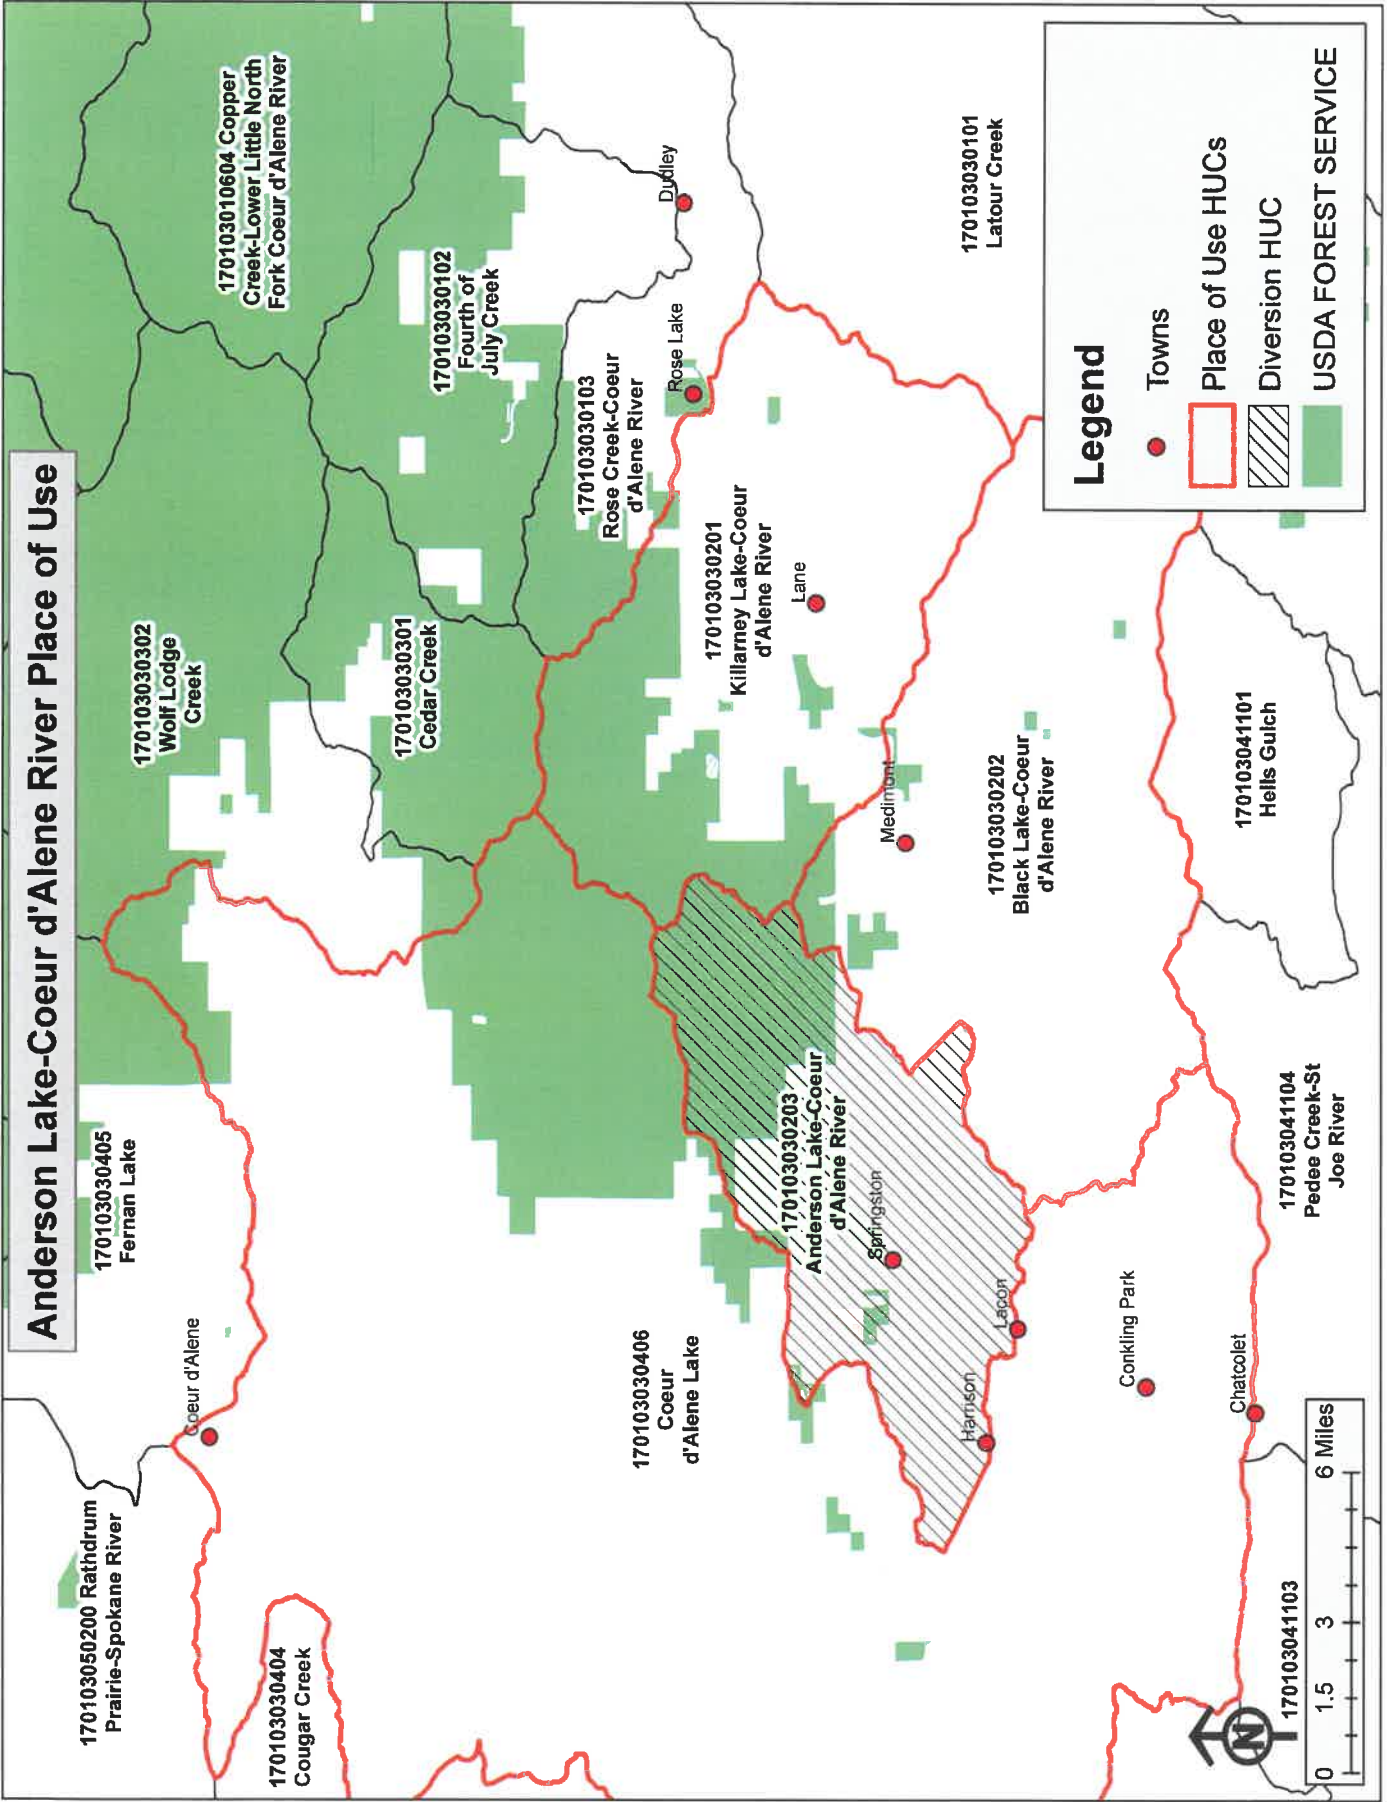 Anderson Lake-Coeur d'Alene River Place of Use
170103050200 Rathdrum
Prairie-Spokane River
Coeur d'Alene
170103030405
Fernan Lake
170103030302
Wolf Lodge
Creek
170103010604 Copper
Creek-Lower Little North
Fork Coeur d'Alene River
170103030404
Cougar Creek
170103030301
Cedar Creek
170103030102
Fourth of
July Creek
170103030103
Rose Creek-Coeur
d'Alene River
Rose Lake
Dudley
170103030406
Coeur
d'Alene Lake
170103030201
Killarney Lake-Coeur
d'Alene River
Lane
170103030203
Anderson Lake-Coeur
d'Alene River
Springston
Medimont
170103030101
Latour Creek
Harrison
Lacon
170103030202
Black Lake-Coeur
d'Alene River
Conkling Park
Chatcolet
170103041101
Hells Gulch
170103041104
Pedee Creek-St
Joe River
170103041103
N
0 1.5 3 6 Miles
Legend
Towns
Place of Use HUCs
Diversion HUC
USDA FOREST SERVICE